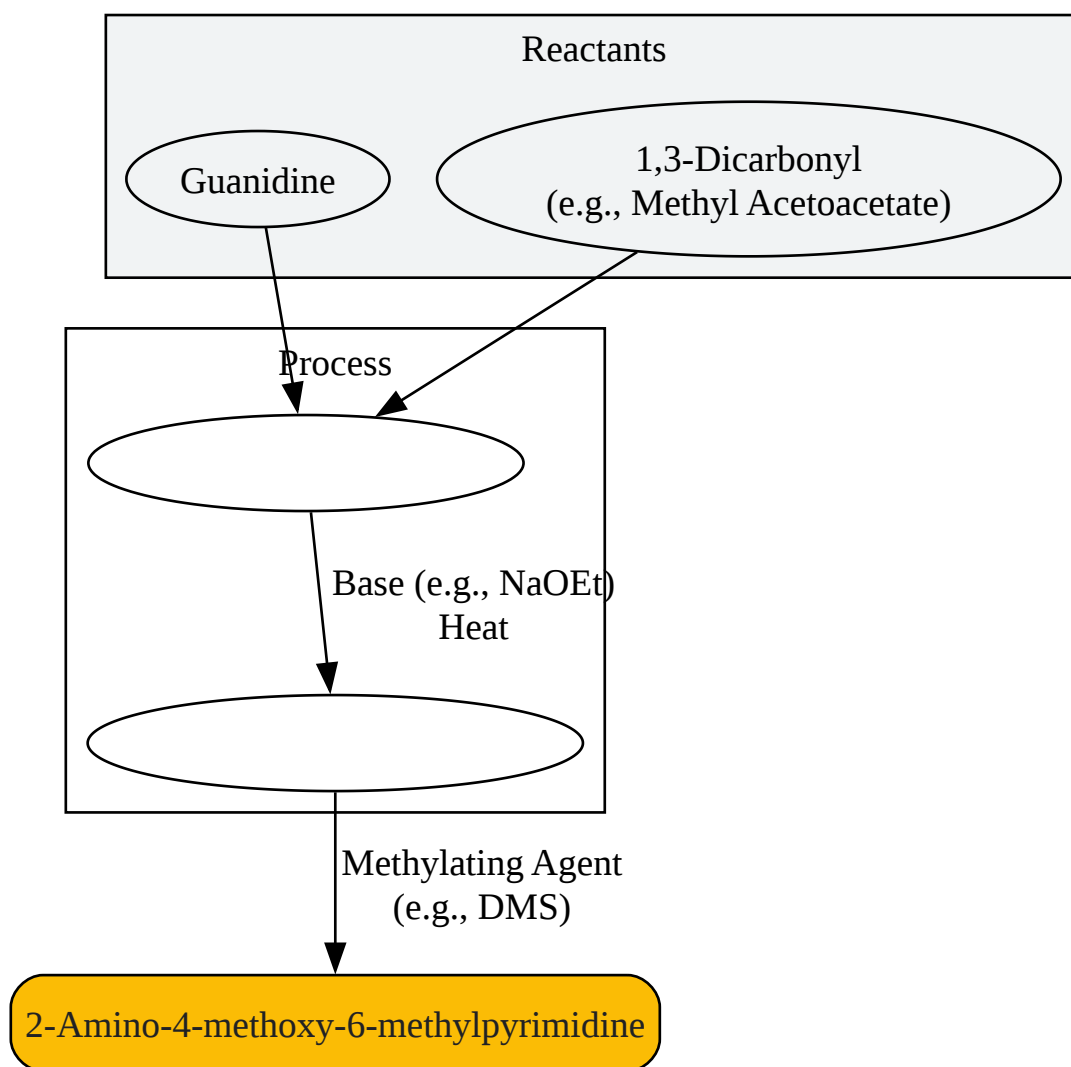 Reactants
Guanidine
1,3-Dicarbonyl
(e.g., Methyl Acetoacetate)
Process
Base (e.g., NaOEt)
Heat
Methylating Agent
(e.g., DMS)
2-Amino-4-methoxy-6-methylpyrimidine